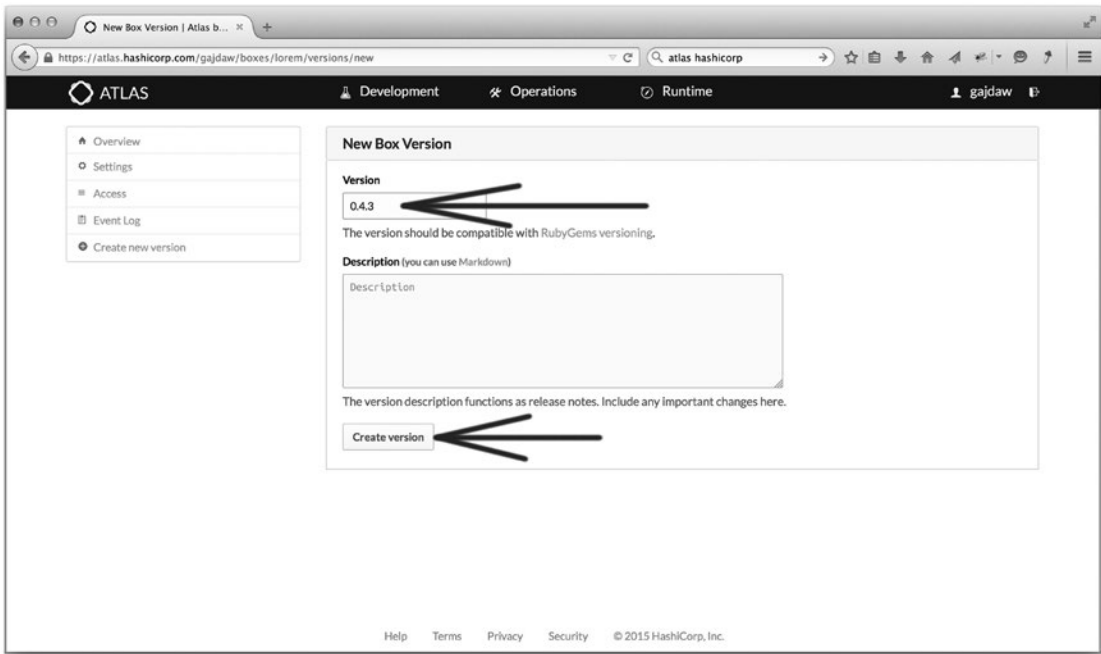 New Box Version | Atlas b...
https://atlas.hashicorp.com/gajdaw/boxes/lorem/versions/new
atlas hashicorp
ATLAS
Development
Operations
Runtime
gajdaw
Overview
Settings
Access
Event Log
Create new version
New Box Version
Version
0.4.3
The version should be compatible with RubyGems versioning.
Description (you can use Markdown)
Description
The version description functions as release notes. Include any important changes here.
Create version
Help Terms Privacy Security © 2015 HashiCorp, Inc.